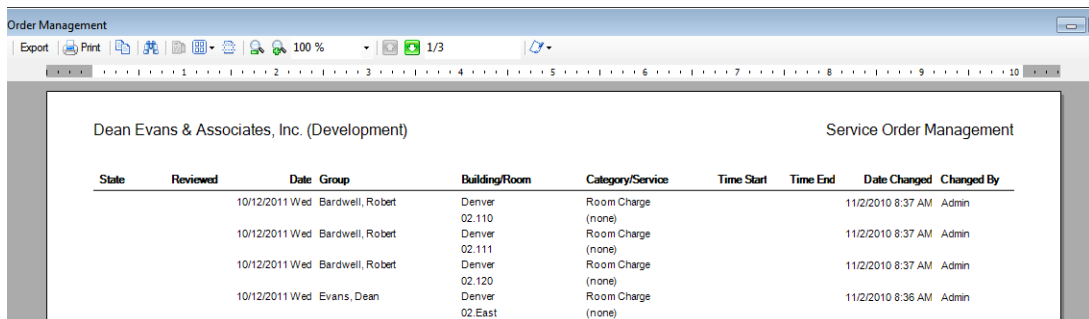 Order Management
Export Print 100 % 1/3
1 2 3 4 5 6 7 8 9 10
Dean Evans & Associates, Inc. (Development) Service Order Management
State Reviewed Date Group Building/Room Category/Service Time Start Time End Date Changed Changed By
10/12/2011 Wed Bardwell, Robert Denver Room Charge 11/2/2010 8:37 AM Admin
02.110 (none)
10/12/2011 Wed Bardwell, Robert Denver Room Charge 11/2/2010 8:37 AM Admin
02.111 (none)
10/12/2011 Wed Bardwell, Robert Denver Room Charge 11/2/2010 8:37 AM Admin
02.120 (none)
10/12/2011 Wed Evans, Dean Denver Room Charge 11/2/2010 8:36 AM Admin
02.East (none)